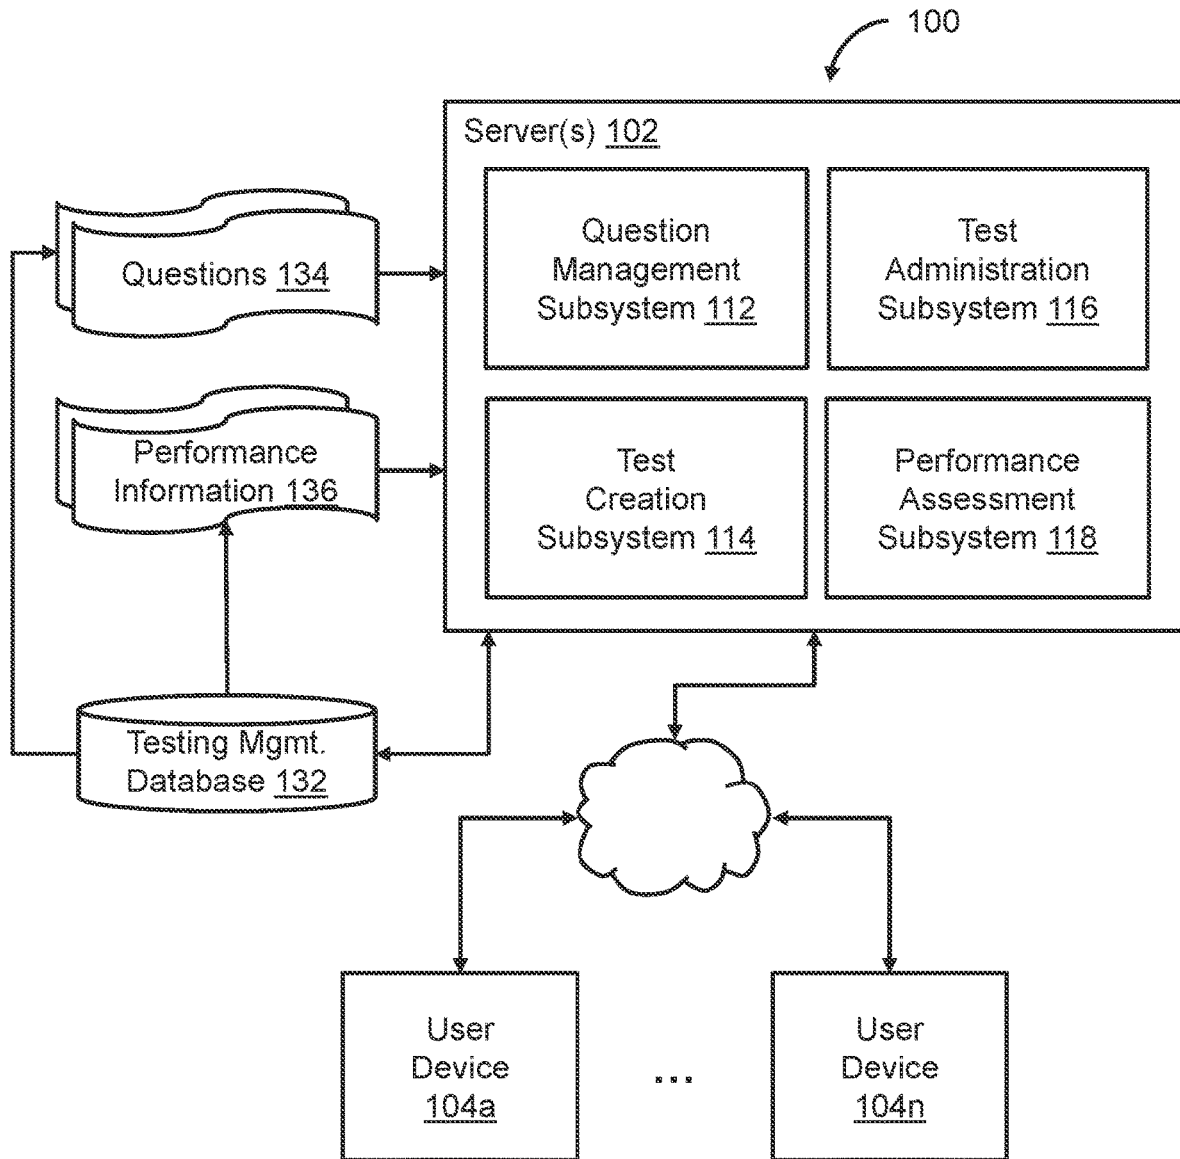 100
Server(s) 102
Question
Management
Subsystem 112
Test
Administration
Subsystem 116
Questions 134
Performance
Information 136
Test
Creation
Subsystem 114
Performance
Assessment
Subsystem 118
Testing Mgmt.
Database 132
User
Device
104a
...
User
Device
104n